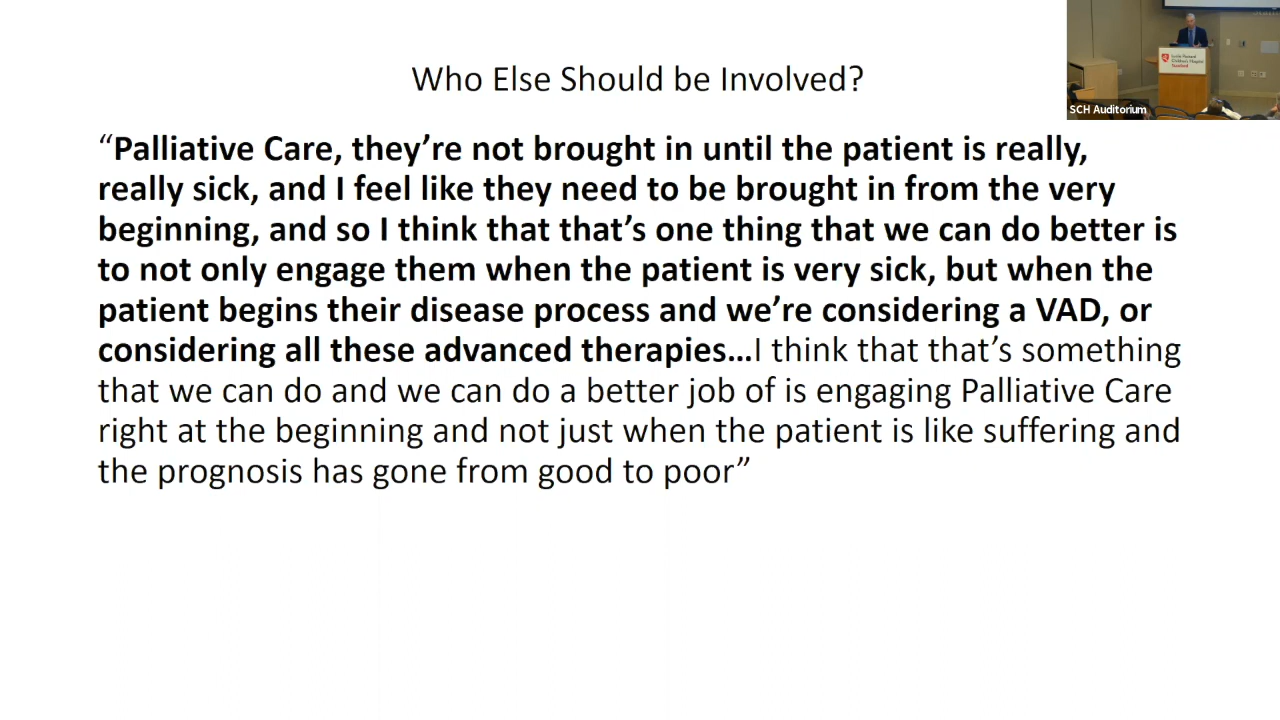 Who Else Should be Involved?
SCH Auditorium
“Palliative Care, they’re not brought in until the patient is really,
really sick, and I feel like they need to be brought in from the very
beginning, and so I think that that’s one thing that we can do better is
to not only engage them when the patient is very sick, but when the
patient begins their disease process and we’re considering a VAD, or
considering all these advanced therapies...I think that that’s something
that we can do and we can do a better job of is engaging Palliative Care
right at the beginning and not just when the patient is like suffering and
the prognosis has gone from good to poor”